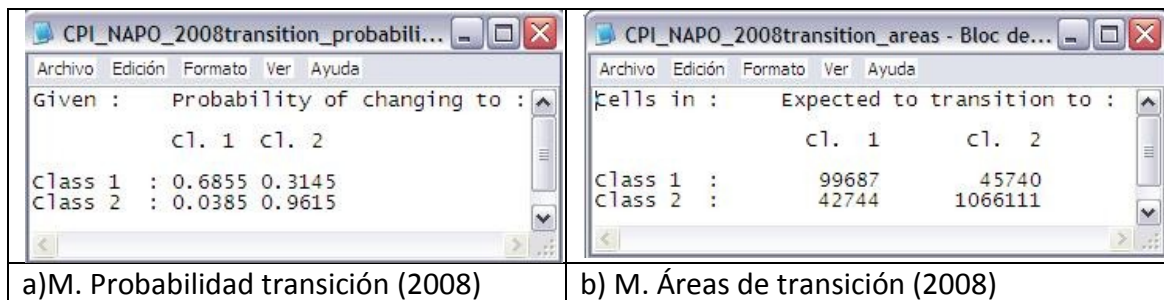 CPI_NAPO_2008transition_probabili...
Archivo Edición Formato Ver Ayuda
Given : Probability of changing to :
Cl. 1 Cl. 2
Class 1 : 0.6855 0.3145
Class 2 : 0.0385 0.9615
a)M. Probabilidad transición (2008)
CPI_NAPO_2008transition_areas - Bloc de...
Archivo Edición Formato Ver Ayuda
Cells in : Expected to transition to :
Cl. 1 Cl. 2
Class 1 : 99687 45740
Class 2 : 42744 1066111
b) M. Áreas de transición (2008)